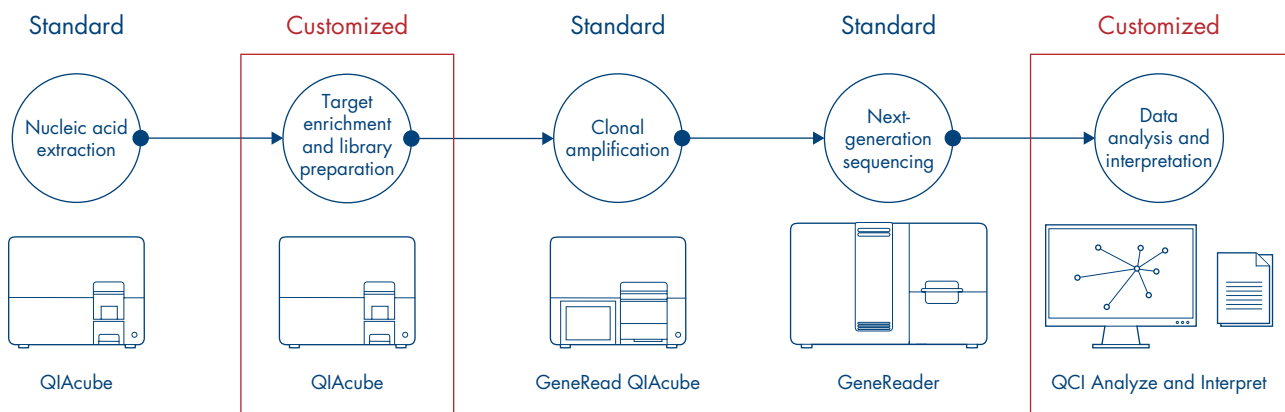 Standard
Customized
Standard
Standard
Customized
Nucleic acid
extraction
Target
enrichment
and library
preparation
Clonal
amplification
Next-
generation
sequencing
Data
analysis and
interpretation
QIAcube
QIAcube
GeneRead QIAcube
GeneReader
QCI Analyze and Interpret